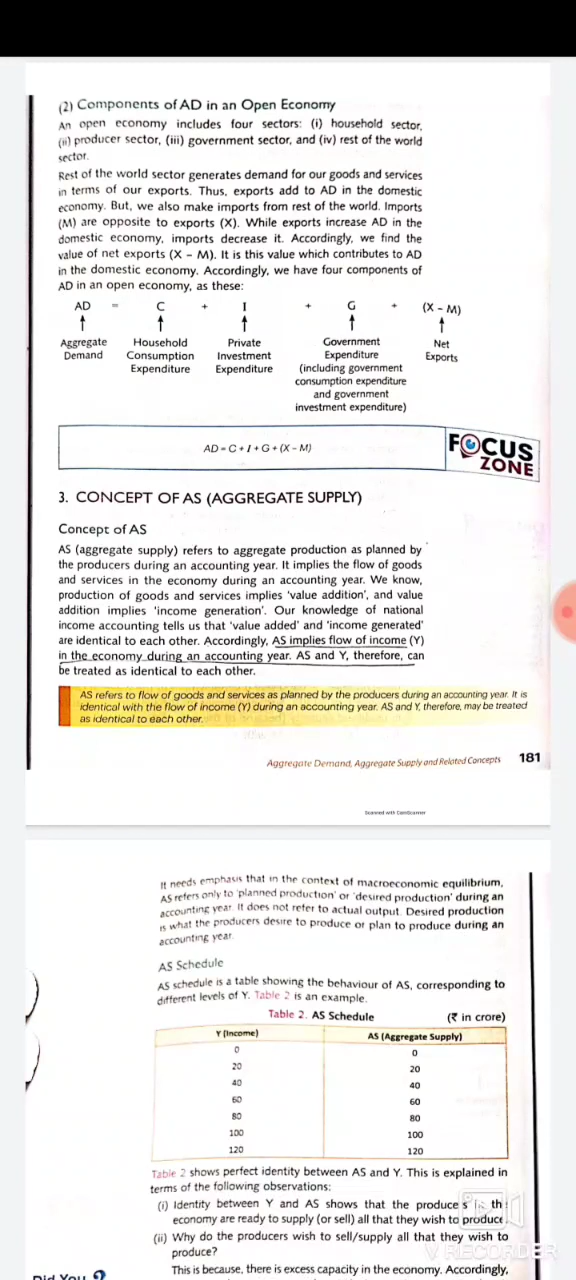 (2) Components of AD in an Open Economy
An open economy includes four sectors: (i) household sector,
(ii) producer sector, (iii) government sector, and (iv) rest of the world
sector.
Rest of the world sector generates demand for our goods and services
in terms of our exports. Thus, exports add to AD in the domestic
economy. But, we also make imports from rest of the world. Imports
(M) are opposite to exports (X). While exports increase AD in the
domestic economy, imports decrease it. Accordingly, we find the
value of net exports (X – M). It is this value which contributes to AD
in the domestic economy. Accordingly, we have four components of
AD in an open economy, as these:
AD = C + I + G + (X – M)
Aggregate Demand
Household Consumption Expenditure
Private Investment Expenditure
Government Expenditure (including government consumption expenditure and government investment expenditure)
Net Exports
AD = C + I + G + (X – M)
FOCUS
ZONE
3. CONCEPT OF AS (AGGREGATE SUPPLY)
Concept of AS
AS (aggregate supply) refers to aggregate production as planned by
the producers during an accounting year. It implies the flow of goods
and services in the economy during an accounting year. We know,
production of goods and services implies 'value addition', and value
addition implies 'income generation'. Our knowledge of national
income accounting tells us that 'value added' and 'income generated'
are identical to each other. Accordingly, AS implies flow of income (Y)
in the economy during an accounting year. AS and Y, therefore, can
be treated as identical to each other.
AS refers to flow of goods and services as planned by the producers during an accounting year. It is
identical with the flow of income (Y) during an accounting year. AS and Y, therefore, may be treated
as identical to each other.
Aggregate Demand, Aggregate Supply and Related Concepts 181
Scanned with CamScanner
It needs emphasis that in the context of macroeconomic equilibrium,
AS refers only to 'planned production' or 'desired production' during an
accounting year. It does not refer to actual output. Desired production
is what the producers desire to produce or plan to produce during an
accounting year.
AS Schedule
AS schedule is a table showing the behaviour of AS, corresponding to
different levels of Y. Table 2 is an example.
Table 2. AS Schedule (₹ in crore)
Y (Income) AS (Aggregate Supply)
0 0
20 20
40 40
60 60
80 80
100 100
120 120
Table 2 shows perfect identity between AS and Y. This is explained in
terms of the following observations:
(i) Identity between Y and AS shows that the producers in the
economy are ready to supply (or sell) all that they wish to produce
(ii) Why do the producers wish to sell/supply all that they wish to
produce?
This is because, there is excess capacity in the economy. Accordingly,
Did You ?
V RECORDER